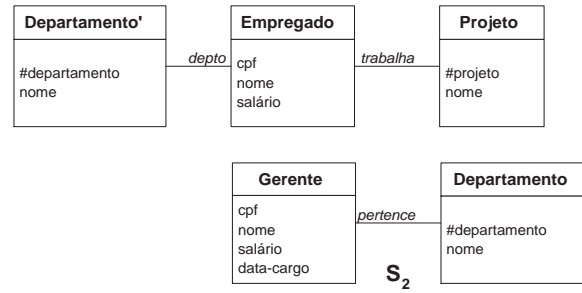 Departamento'
#departamento
nome
depto
Empregado
cpf
nome
salário
trabalha
Projeto
#projeto
nome
Gerente
cpf
nome
salário
data-cargo
pertence
Departamento
#departamento
nome
S2